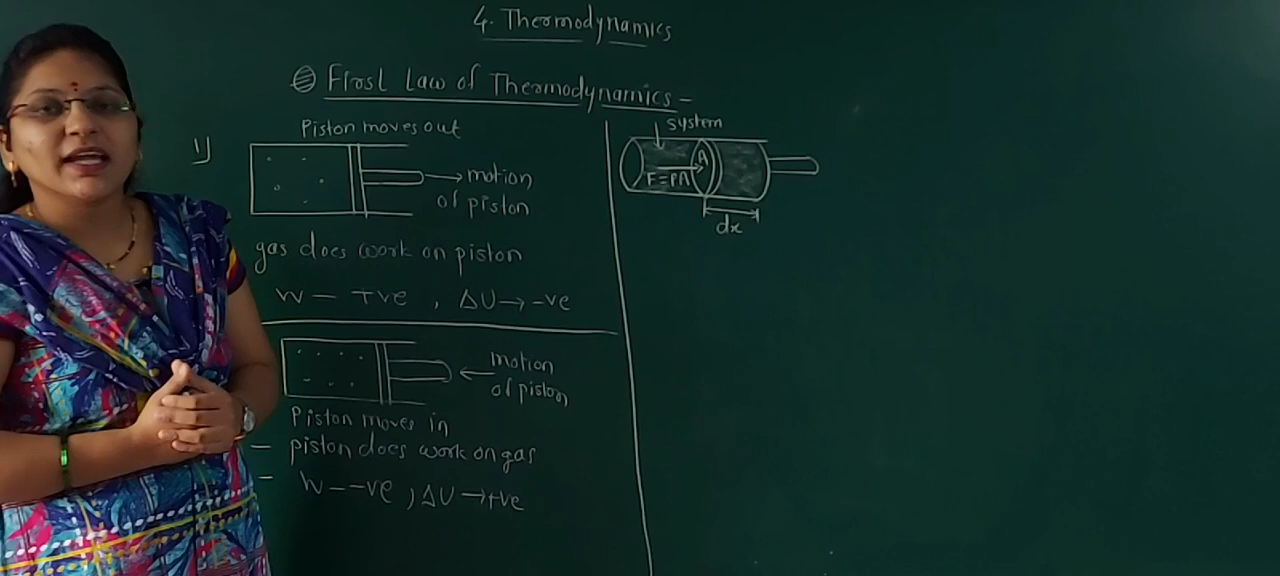 4. Thermodynamics
First Law of Thermodynamics -
1)
Piston moves out
motion
of piston
gas does work on piston
W - +ve , ΔU → -ve
motion
of piston
Piston moves in
- piston does work on gas
- W - -ve , ΔU → +ve
system
A
F = PA
dx